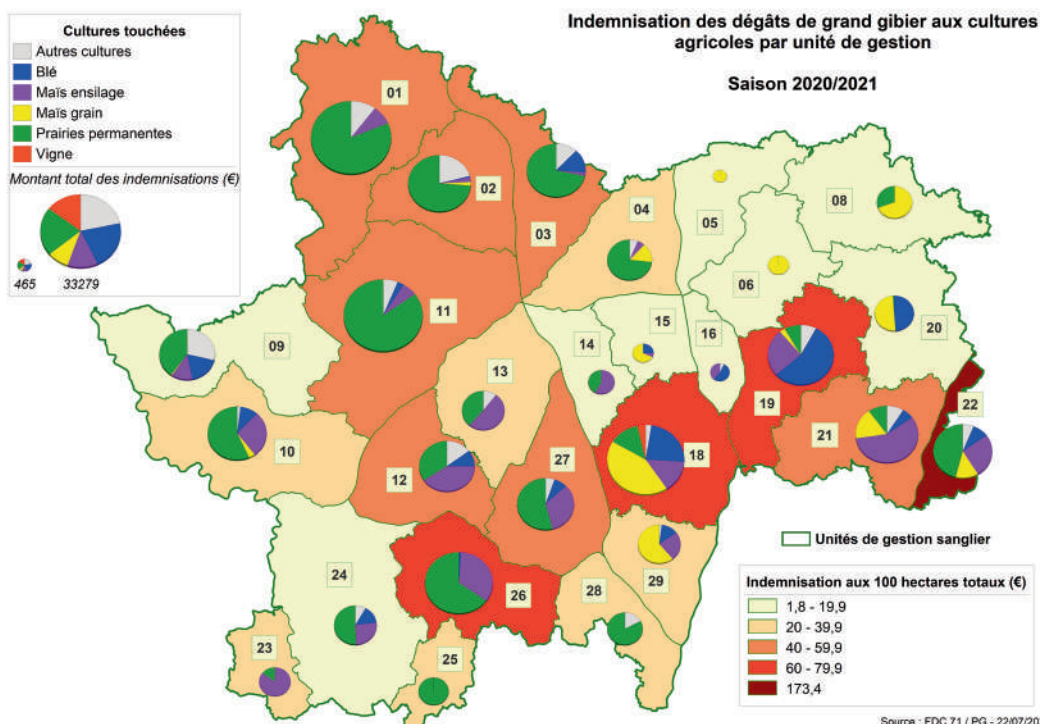 Indemnisation des dégâts de grand gibier aux cultures
agricoles par unité de gestion
Saison 2020/2021
Cultures touchées
Autres cultures
Blé
Maïs ensilage
Maïs grain
Prairies permanentes
Vigne
Montant total des indemnisations (€)
465 33279
01
02
03
04
05
08
06
11
15
16
20
09
14
13
19
22
10
21
12
27
18
24
26
28
29
23
25
Unités de gestion sanglier
Indemnisation aux 100 hectares totaux (€)
1,8 - 19,9
20 - 39,9
40 - 59,9
60 - 79,9
173,4
Source : FDC 71 / PG - 22/07/20